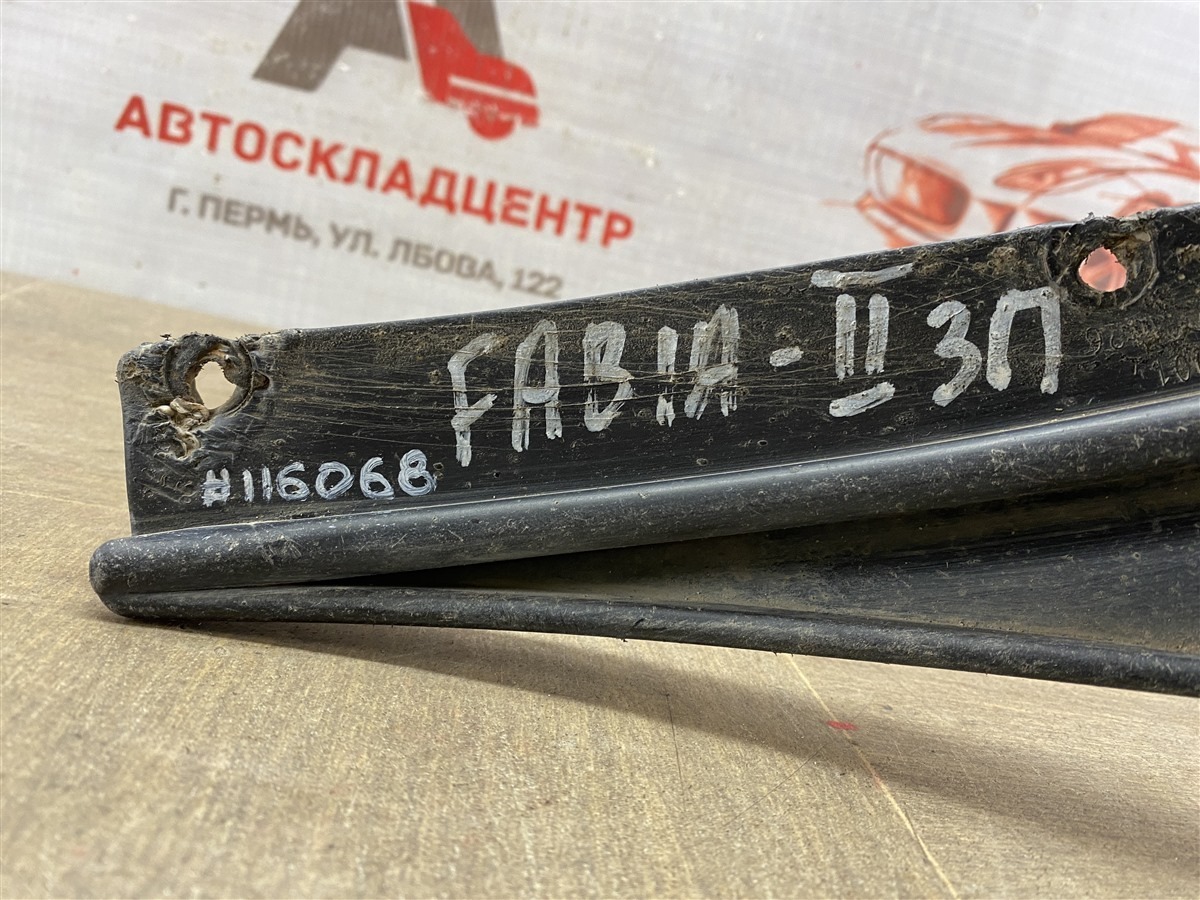 АВТОСКЛАДЦЕНТР
Г. ПЕРМЬ, УЛ. ЛБОВА, 122
FABIA-II ЗП
#116068